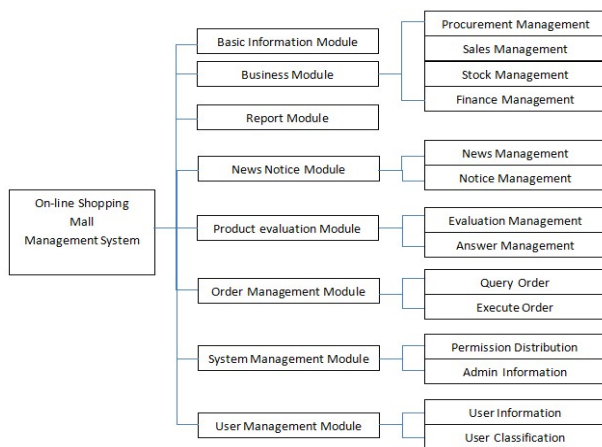 On-line Shopping
Mall
Management System
Basic Information Module
Business Module
Procurement Management
Sales Management
Stock Management
Finance Management
Report Module
News Notice Module
News Management
Notice Management
Product evaluation Module
Evaluation Management
Answer Management
Order Management Module
Query Order
Execute Order
System Management Module
Permission Distribution
Admin Information
User Management Module
User Information
User Classification